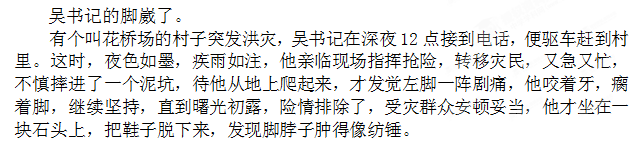 吴书记的脚崴了。
有个叫花桥场的村子突发洪灾，吴书记在深夜12点接到电话，便驱车赶到村
里。这时，夜色如墨，疾雨如注，他亲临现场指挥抢险，转移灾民，又急又忙，
不慎摔进了一个泥坑，待他从地上爬起来，才发觉左脚一阵剧痛，他咬着牙，瘸
着脚，继续坚持，直到曙光初露，险情排除了，受灾群众安顿妥当，他才坐在一
块石头上，把鞋子脱下来，发现脚脖子肿得像纺锤。